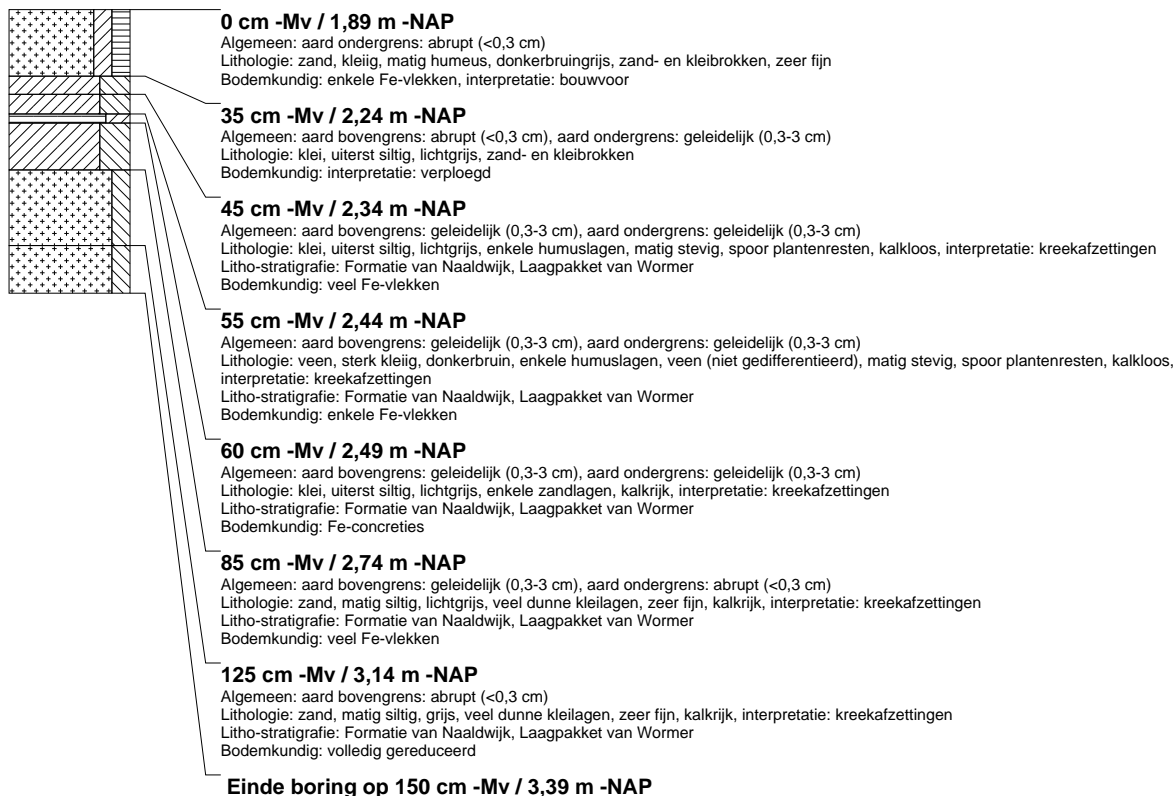 0 cm -Mv / 1,89 m -NAP
Algemeen: aard ondergrens: abrupt (<0,3 cm)
Lithologie: zand, kleiig, matig humeus, donkerbruingrijs, zand- en kleibrokken, zeer fijn
Bodemkundig: enkele Fe-vlekken, interpretatie: bouwvoor
35 cm -Mv / 2,24 m -NAP
Algemeen: aard bovengrens: abrupt (<0,3 cm), aard ondergrens: geleidelijk (0,3-3 cm)
Lithologie: klei, uiterst siltig, lichtgrijs, zand- en kleibrokken
Bodemkundig: interpretatie: verploegd
45 cm -Mv / 2,34 m -NAP
Algemeen: aard bovengrens: geleidelijk (0,3-3 cm), aard ondergrens: geleidelijk (0,3-3 cm)
Lithologie: klei, uiterst siltig, lichtgrijs, enkele humuslagen, matig stevig, spoor plantenresten, kalkloos, interpretatie: kreekafzettingen
Litho-stratigrafie: Formatie van Naaldwijk, Laagpakket van Wormer
Bodemkundig: veel Fe-vlekken
55 cm -Mv / 2,44 m -NAP
Algemeen: aard bovengrens: geleidelijk (0,3-3 cm), aard ondergrens: geleidelijk (0,3-3 cm)
Lithologie: veen, sterk kleiig, donkerbruin, enkele humuslagen, veen (niet gedifferentieerd), matig stevig, spoor plantenresten, kalkloos,
interpretatie: kreekafzettingen
Litho-stratigrafie: Formatie van Naaldwijk, Laagpakket van Wormer
Bodemkundig: enkele Fe-vlekken
60 cm -Mv / 2,49 m -NAP
Algemeen: aard bovengrens: geleidelijk (0,3-3 cm), aard ondergrens: geleidelijk (0,3-3 cm)
Lithologie: klei, uiterst siltig, lichtgrijs, enkele zandlagen, kalkrijk, interpretatie: kreekafzettingen
Litho-stratigrafie: Formatie van Naaldwijk, Laagpakket van Wormer
Bodemkundig: Fe-concreties
85 cm -Mv / 2,74 m -NAP
Algemeen: aard bovengrens: geleidelijk (0,3-3 cm), aard ondergrens: abrupt (<0,3 cm)
Lithologie: zand, matig siltig, lichtgrijs, veel dunne kleilagen, zeer fijn, kalkrijk, interpretatie: kreekafzettingen
Litho-stratigrafie: Formatie van Naaldwijk, Laagpakket van Wormer
Bodemkundig: veel Fe-vlekken
125 cm -Mv / 3,14 m -NAP
Algemeen: aard bovengrens: abrupt (<0,3 cm)
Lithologie: zand, matig siltig, grijs, veel dunne kleilagen, zeer fijn, kalkrijk, interpretatie: kreekafzettingen
Litho-stratigrafie: Formatie van Naaldwijk, Laagpakket van Wormer
Bodemkundig: volledig gereduceerd
Einde boring op 150 cm -Mv / 3,39 m -NAP